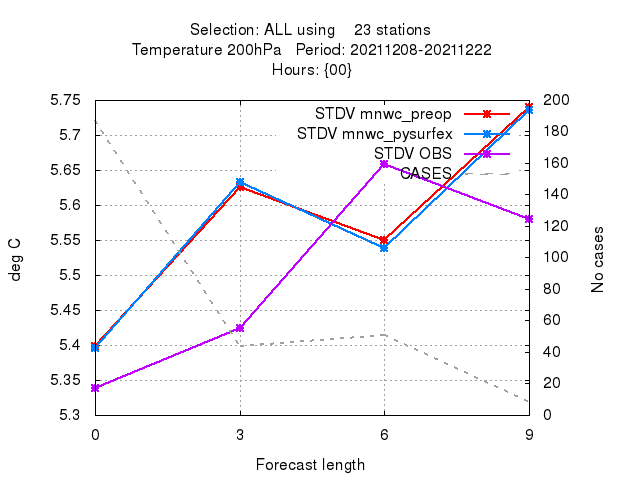 Selection: ALL using 23 stations
Temperature 200hPa Period: 20211208-20211222
Hours: {00}
5.75
5.7
5.65
5.6
5.55
5.5
5.45
5.4
5.35
5.3
deg C
STDV mnwc_preop
STDV mnwc_pysurfex
STDV OBS
CASES
200
180
160
140
120
100
80
60
40
20
0
No cases
0 3 6 9
Forecast length